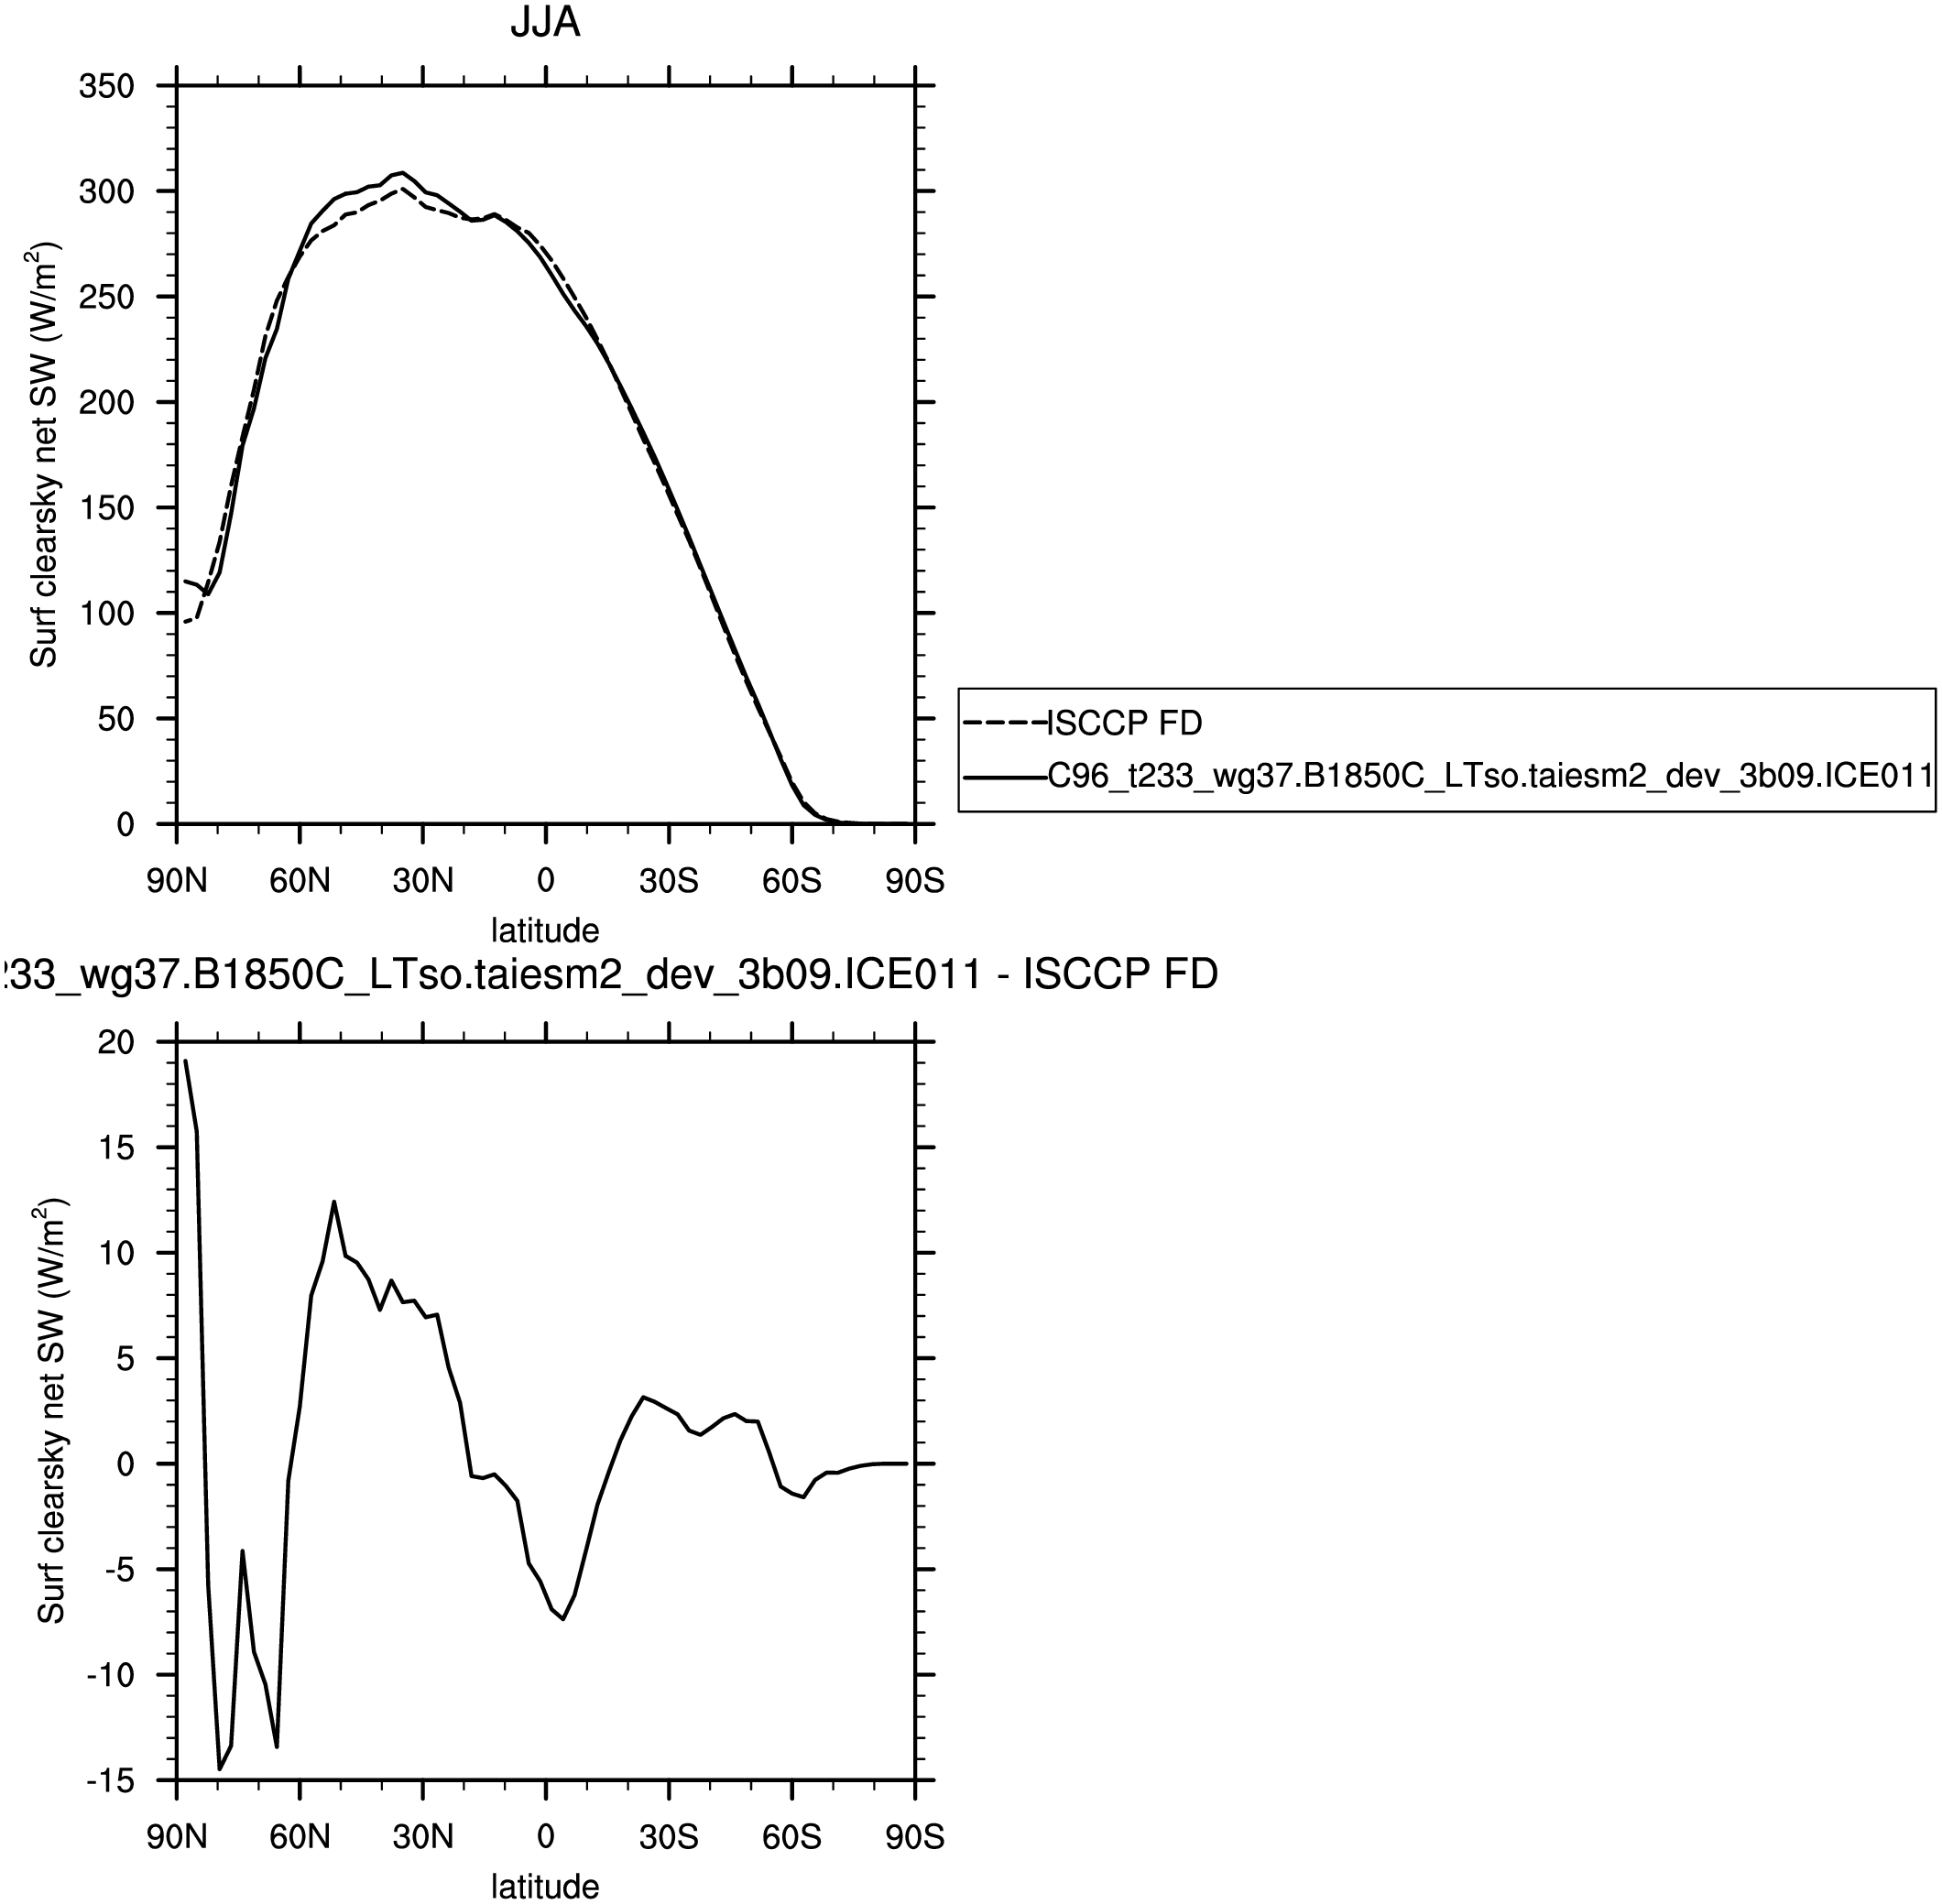 JJA
350
300
250
200
150
100
50
0
Surf clearsky net SW (W/m²)
90N 60N 30N 0 30S 60S 90S
latitude
ISCCP FD
C96_t233_wg37.B1850C_LTso.taiesm2_dev_3b09.ICE011
33_wg37.B1850C_LTso.taiesm2_dev_3b09.ICE011 - ISCCP FD
20
15
10
5
0
-5
-10
-15
Surf clearsky net SW (W/m²)
90N 60N 30N 0 30S 60S 90S
latitude